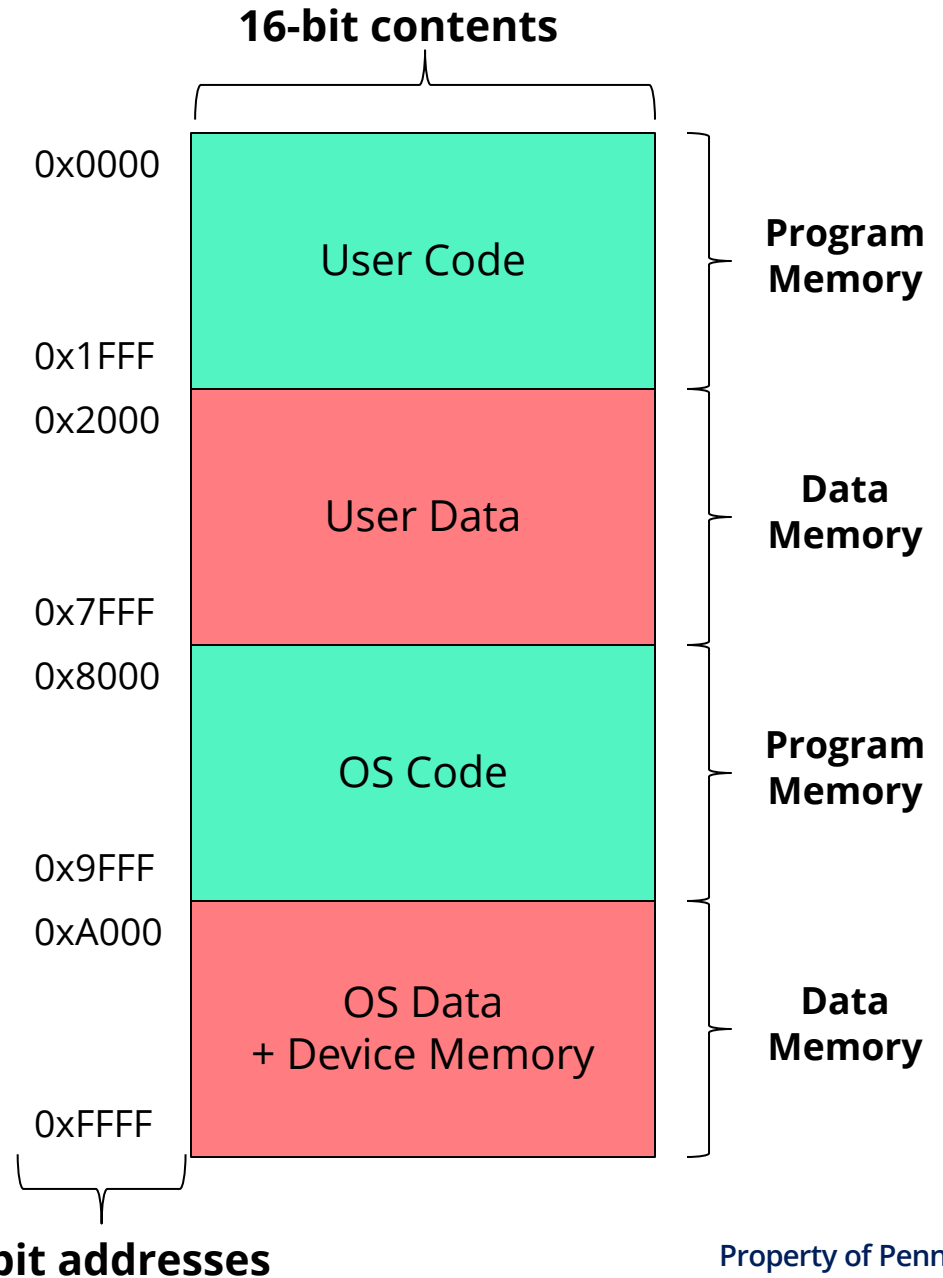 16-bit contents
0x0000
User Code
Program
Memory
0x1FFF
0x2000
User Data
Data
Memory
0x7FFF
0x8000
OS Code
Program
Memory
0x9FFF
0xA000
OS Data
+ Device Memory
Data
Memory
0xFFFF
bit addresses
Property of Penn